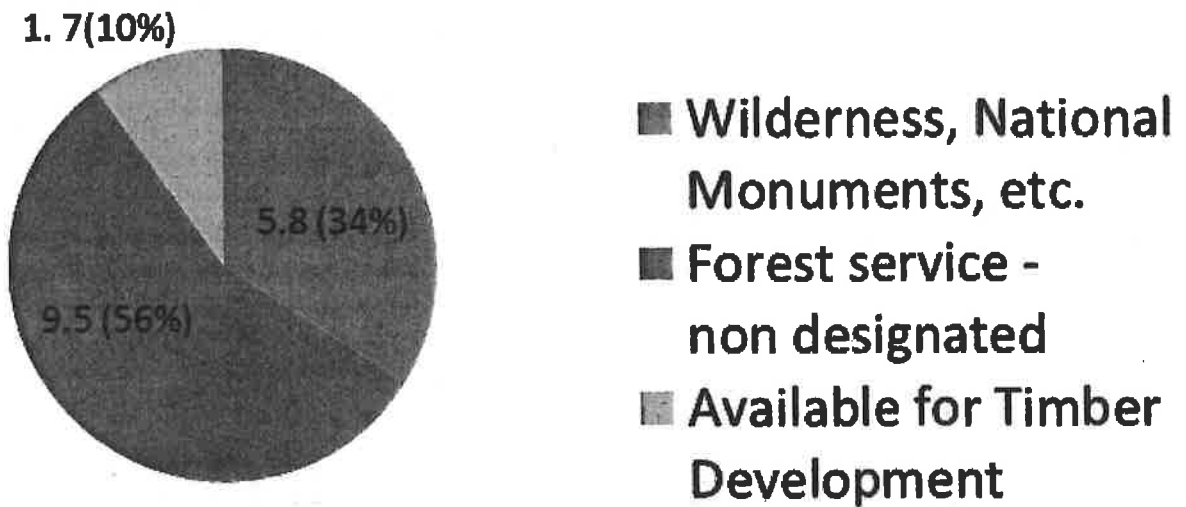 1. 7(10%)
5.8 (34%)
9.5 (56%)
Wilderness, National
Monuments, etc.
Forest service -
non designated
Available for Timber
Development